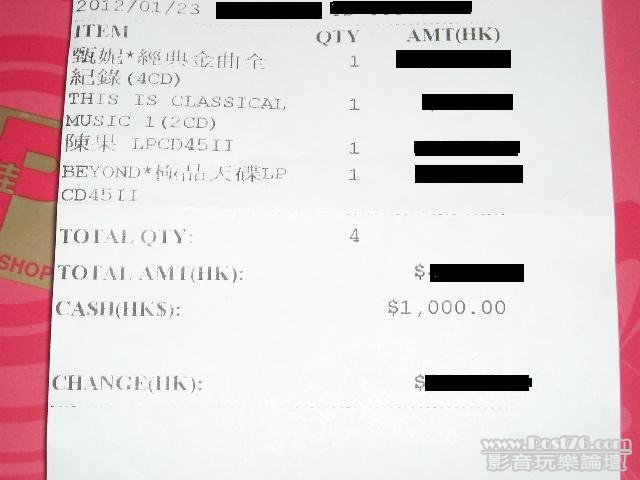 2012/01/23
ITEM QTY AMT(HK)
甄妮*經典金曲全 1
紀錄(4CD)
THIS IS CLASSICAL 1
MUSIC 1(2CD)
陳果 LPCD45II 1
BEYOND*極品天碟LP 1
CD45II
TOTAL QTY: 4
TOTAL AMT(HK): $
CASH(HK$): $1,000.00
CHANGE(HK): $
SHOP
www.Post76.com
影音玩樂論壇